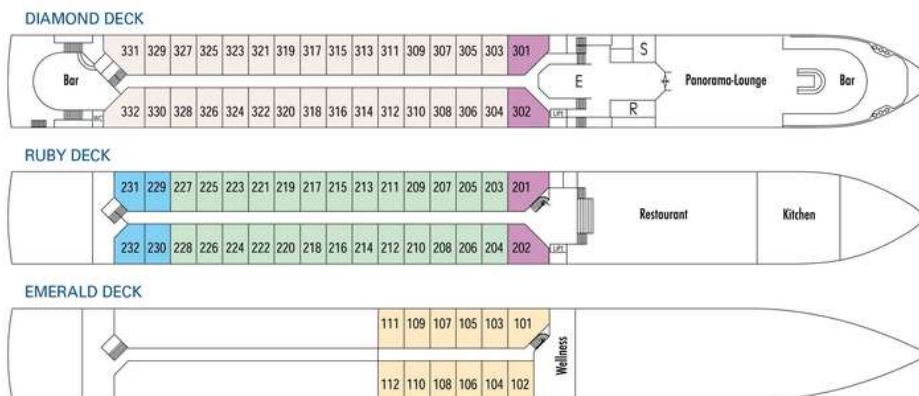 DIAMOND DECK
331 329 327 325 323 321 319 317 315 313 311 309 307 305 303 301
S
Bar
E
Panorama-Lounge
Bar
332 330 328 326 324 322 320 318 316 314 312 310 308 306 304 302
WC
LIFT
R
RUBY DECK
231 229 227 225 223 221 219 217 215 213 211 209 207 205 203 201
Restaurant
Kitchen
232 230 228 226 224 222 220 218 216 214 212 210 208 206 204 202
LIFT
EMERALD DECK
111 109 107 105 103 101
Wellness
112 110 108 106 104 102